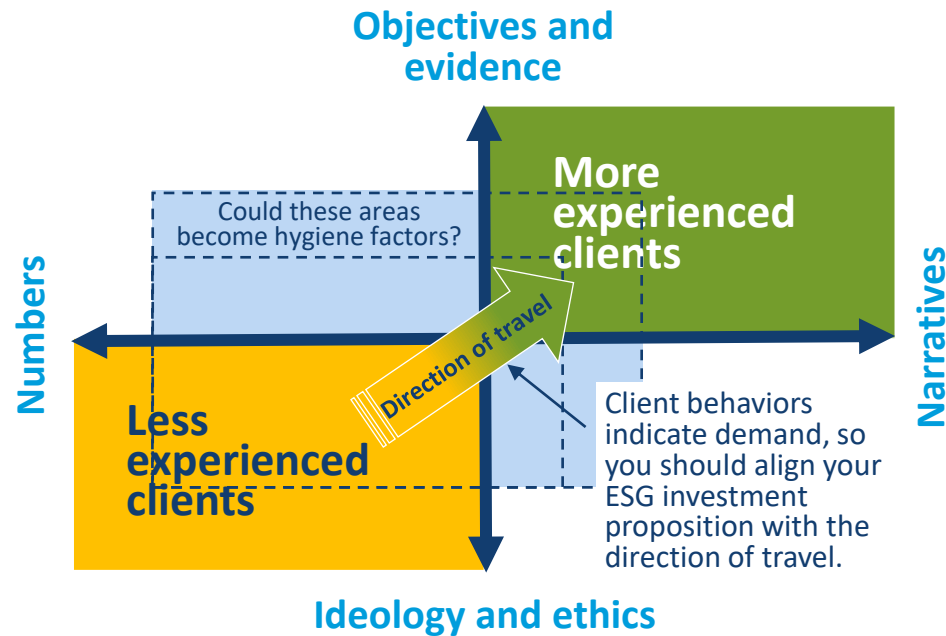 Objectives and
evidence
More
experienced
clients
Could these areas
become hygiene factors?
Numbers
Direction of travel
Narratives
Less
experienced
clients
Client behaviors
indicate demand, so
you should align your
ESG investment
proposition with the
direction of travel.
Ideology and ethics